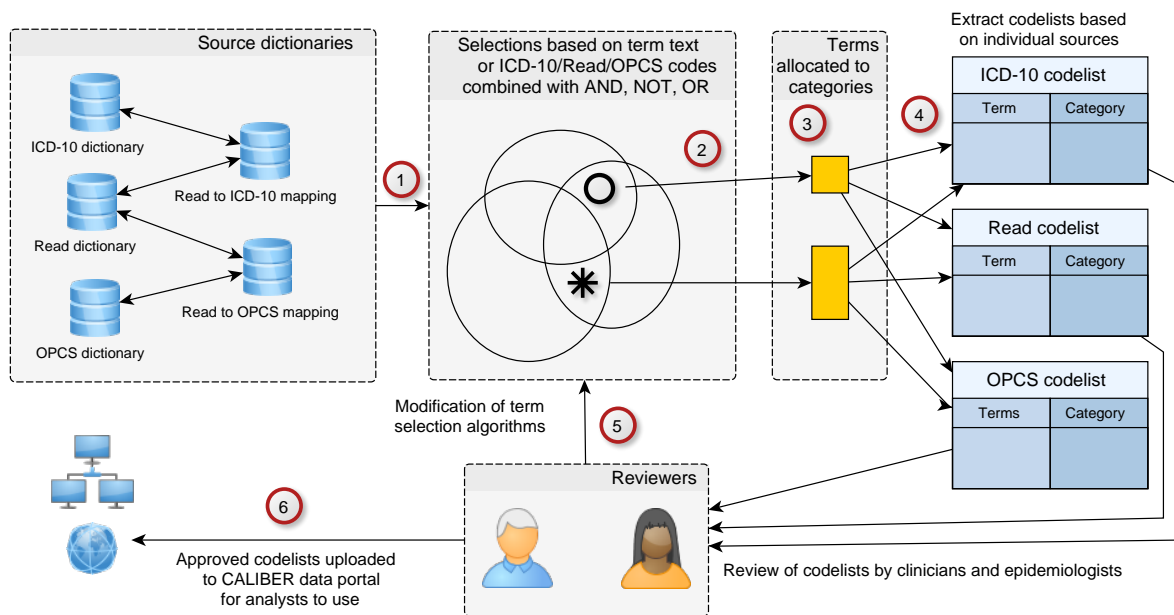 Source dictionaries
ICD-10 dictionary
Read to ICD-10 mapping
Read dictionary
Read to OPCS mapping
OPCS dictionary
1
Selections based on term text
or ICD-10/Read/OPCS codes
combined with AND, NOT, OR
2
Terms
allocated to
categories
3
Extract codelists based
on individual sources
4
ICD-10 codelist
Term
Category
Read codelist
Term
Category
OPCS codelist
Terms
Category
Modification of term
selection algorithms
5
Reviewers
Review of codelists by clinicians and epidemiologists
6
Approved codelists uploaded
to CALIBER data portal
for analysts to use